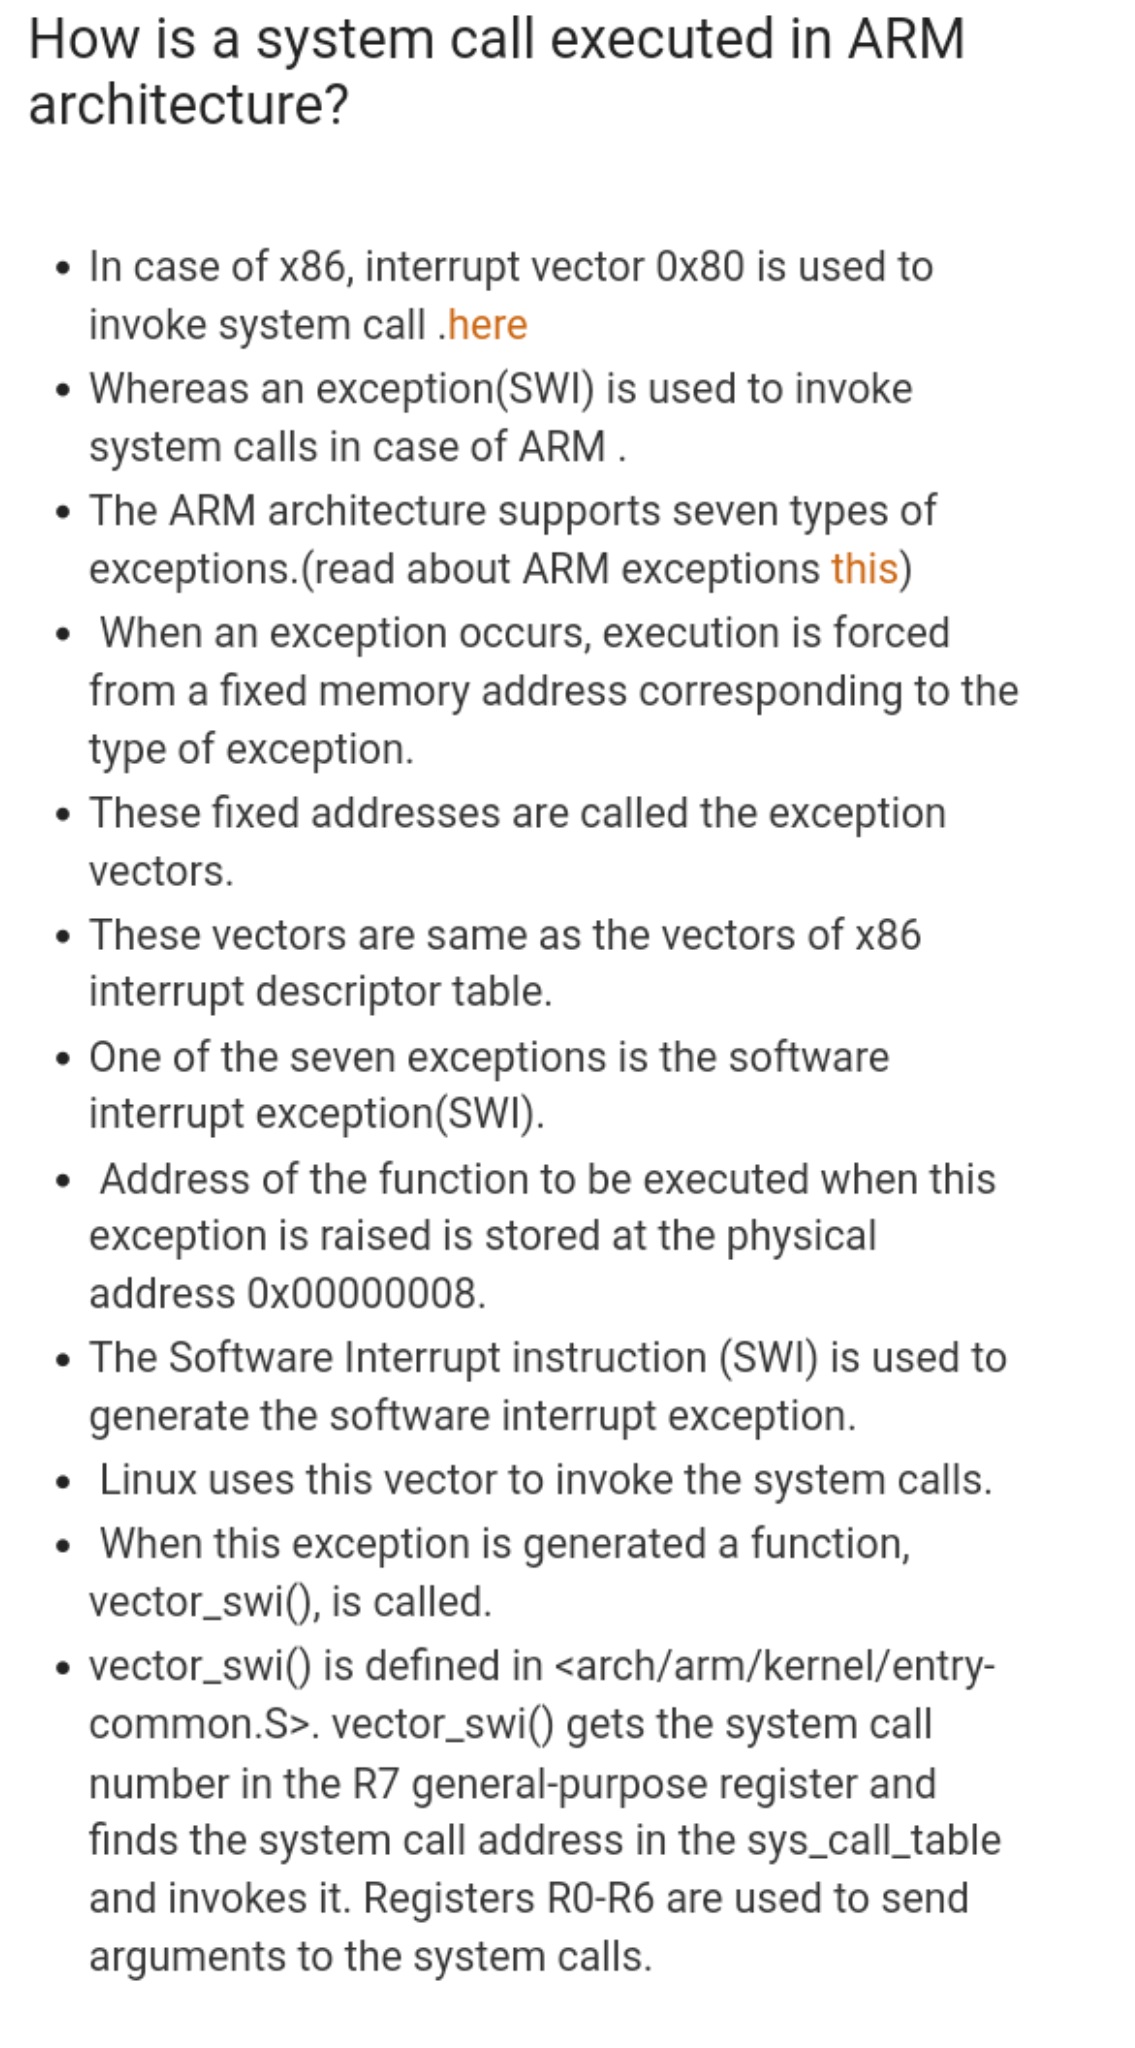 How is a system call executed in ARM
architecture?
• In case of x86, interrupt vector 0x80 is used to
invoke system call .here
• Whereas an exception(SWI) is used to invoke
system calls in case of ARM .
• The ARM architecture supports seven types of
exceptions.(read about ARM exceptions this)
• When an exception occurs, execution is forced
from a fixed memory address corresponding to the
type of exception.
• These fixed addresses are called the exception
vectors.
• These vectors are same as the vectors of x86
interrupt descriptor table.
• One of the seven exceptions is the software
interrupt exception(SWI).
• Address of the function to be executed when this
exception is raised is stored at the physical
address 0x00000008.
• The Software Interrupt instruction (SWI) is used to
generate the software interrupt exception.
• Linux uses this vector to invoke the system calls.
• When this exception is generated a function,
vector_swi(), is called.
• vector_swi() is defined in <arch/arm/kernel/entry-
common.S>. vector_swi() gets the system call
number in the R7 general-purpose register and
finds the system call address in the sys_call_table
and invokes it. Registers R0-R6 are used to send
arguments to the system calls.